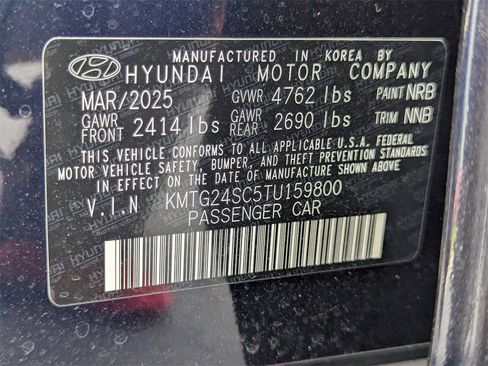 MANUFACTURED IN KOREA BY
HYUNDAI MOTOR COMPANY
MAR/2025 GVWR 4762 lbs PAINT NRB
GAWR FRONT 2414 lbs GAWR REAR 2690 lbs TRIM NNB
THIS VEHICLE CONFORMS TO ALL APPLICABLE U.S.A. FEDERAL
MOTOR VEHICLE SAFETY, BUMPER, AND THEFT PREVENTION STANDARDS
IN EFFECT ON THE DATE OF MANUFACTURE SHOWN ABOVE.
V.I.N KMTG24SC5TU159800
PASSENGER CAR